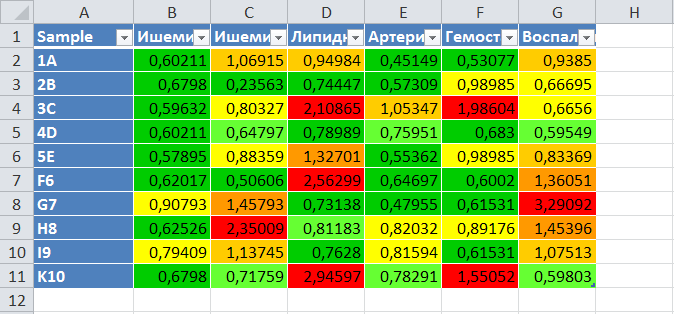 A B C D E F G H
1 Sample Ишеми Ишеми Липидн Артери Гемост Воспал
2 1A 0,60211 1,06915 0,94984 0,45149 0,53077 0,9385
3 2B 0,6798 0,23563 0,74447 0,57309 0,98985 0,66695
4 3C 0,59632 0,80327 2,10865 1,05347 1,98604 0,6656
5 4D 0,60211 0,64797 0,78989 0,75951 0,683 0,59549
6 5E 0,57895 0,88359 1,32701 0,55362 0,98985 0,83369
7 F6 0,62017 0,50606 2,56299 0,64697 0,6002 1,36051
8 G7 0,90793 1,45793 0,73138 0,47955 0,61531 3,29092
9 H8 0,62526 2,35009 0,81183 0,82032 0,89176 1,45396
10 I9 0,79409 1,13745 0,7628 0,81594 0,61531 1,07513
11 K10 0,6798 0,71759 2,94597 0,78291 1,55052 0,59803
12